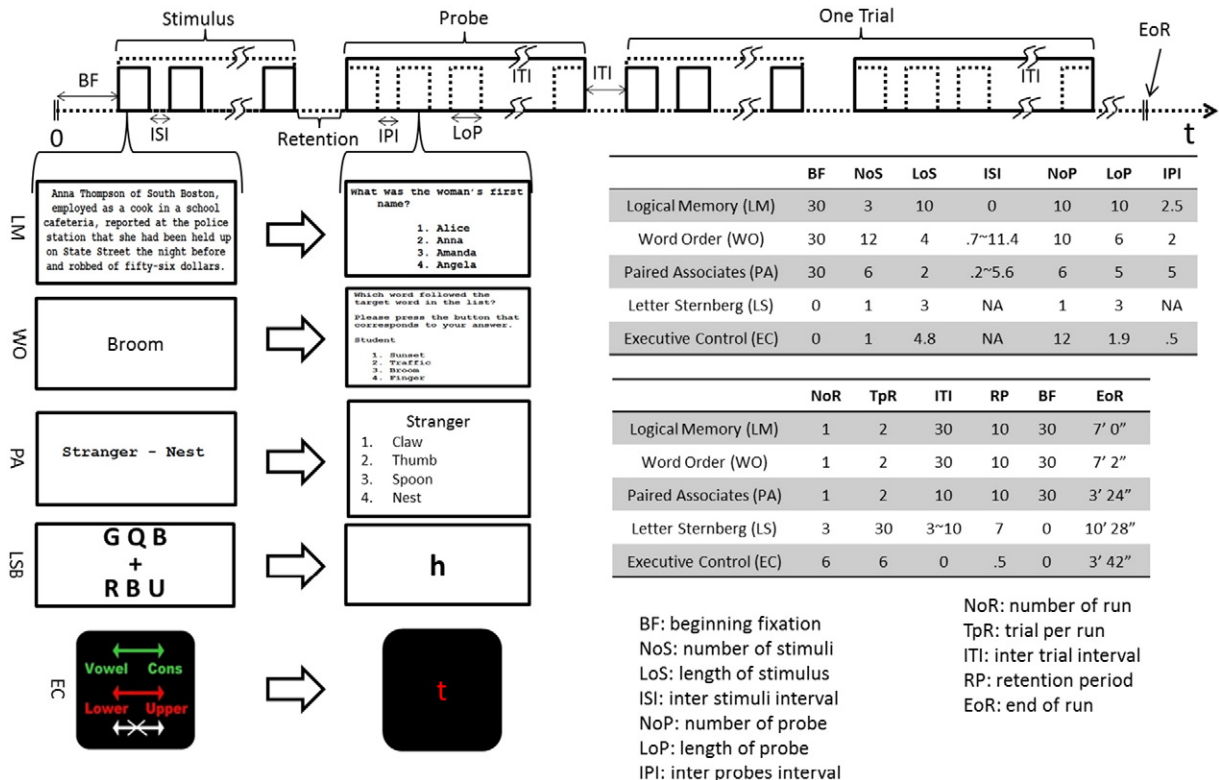 Stimulus
Probe
One Trial
EoR
BF
ITI
ITI
ITI
0
ISI
Retention
IPI
LoP
t
LM
Anna Thompson of South Boston,
employed as a cook in a school
cafeteria, reported at the police
station that she had been held up
on State Street the night before
and robbed of fifty-six dollars.
What was the woman's first
name?
1. Alice
2. Anna
3. Amanda
4. Angela
WO
Broom
Which word followed the
target word in the list?
Please press the button that
corresponds to your answer.
Student
1. Sunset
2. Traffic
3. Broom
4. Finger
PA
Stranger - Nest
Stranger
1. Claw
2. Thumb
3. Spoon
4. Nest
LSB
G Q B
+
R B U
h
EC
Vowel Cons
Lower Upper
t
BF NoS LoS ISI NoP LoP IPI
Logical Memory (LM) 30 3 10 0 10 10 2.5
Word Order (WO) 30 12 4 .7~11.4 10 6 2
Paired Associates (PA) 30 6 2 .2~5.6 6 5 5
Letter Sternberg (LS) 0 1 3 NA 1 3 NA
Executive Control (EC) 0 1 4.8 NA 12 1.9 .5
NoR TpR ITI RP BF EoR
Logical Memory (LM) 1 2 30 10 30 7' 0”
Word Order (WO) 1 2 30 10 30 7' 2”
Paired Associates (PA) 1 2 10 10 30 3' 24”
Letter Sternberg (LS) 3 30 3~10 7 0 10' 28”
Executive Control (EC) 6 6 0 .5 0 3' 42”
BF: beginning fixation
NoS: number of stimuli
LoS: length of stimulus
ISI: inter stimuli interval
NoP: number of probe
LoP: length of probe
IPI: inter probes interval
NoR: number of run
TpR: trial per run
ITI: inter trial interval
RP: retention period
EoR: end of run